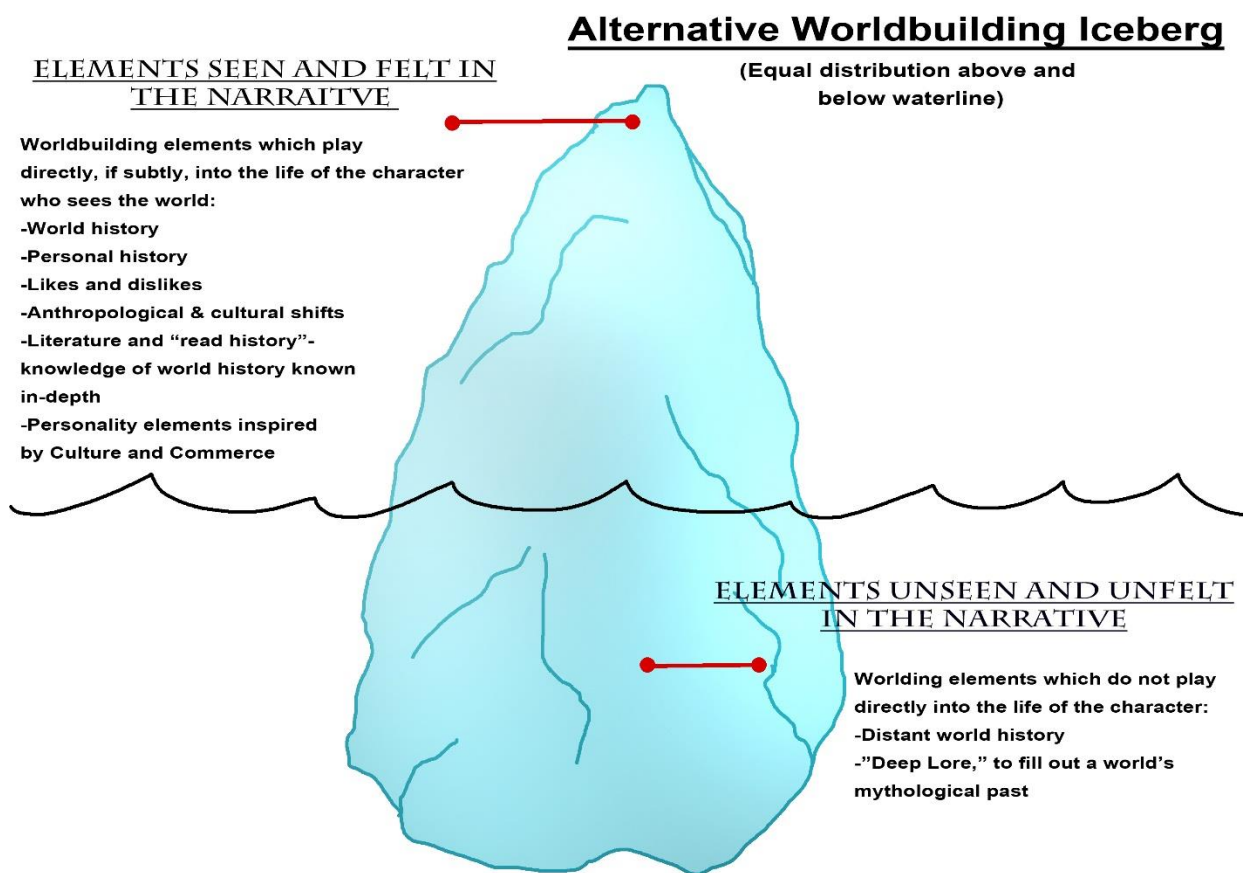 Alternative Worldbuilding Iceberg
(Equal distribution above and
below waterline)
ELEMENTS SEEN AND FELT IN
THE NARRAITVE
Worldbuilding elements which play
directly, if subtly, into the life of the character
who sees the world:
-World history
-Personal history
-Likes and dislikes
-Anthropological & cultural shifts
-Literature and “read history”-
knowledge of world history known
in-depth
-Personality elements inspired
by Culture and Commerce
ELEMENTS UNSEEN AND UNFELT
IN THE NARRATIVE
Worlding elements which do not play
directly into the life of the character:
-Distant world history
-”Deep Lore,” to fill out a world’s
mythological past